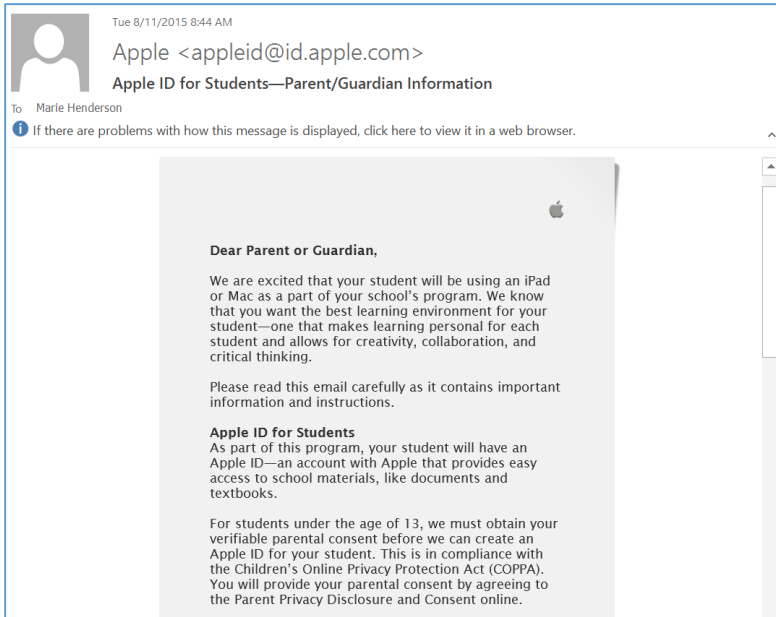 Tue 8/11/2015 8:44 AM
Apple <appleid@id.apple.com>
Apple ID for Students—Parent/Guardian Information
To Marie Henderson
If there are problems with how this message is displayed, click here to view it in a web browser.
Dear Parent or Guardian,
We are excited that your student will be using an iPad
or Mac as a part of your school’s program. We know
that you want the best learning environment for your
student—one that makes learning personal for each
student and allows for creativity, collaboration, and
critical thinking.
Please read this email carefully as it contains important
information and instructions.
Apple ID for Students
As part of this program, your student will have an
Apple ID—an account with Apple that provides easy
access to school materials, like documents and
textbooks.
For students under the age of 13, we must obtain your
verifiable parental consent before we can create an
Apple ID for your student. This is in compliance with
the Children’s Online Privacy Protection Act (COPPA).
You will provide your parental consent by agreeing to
the Parent Privacy Disclosure and Consent online.